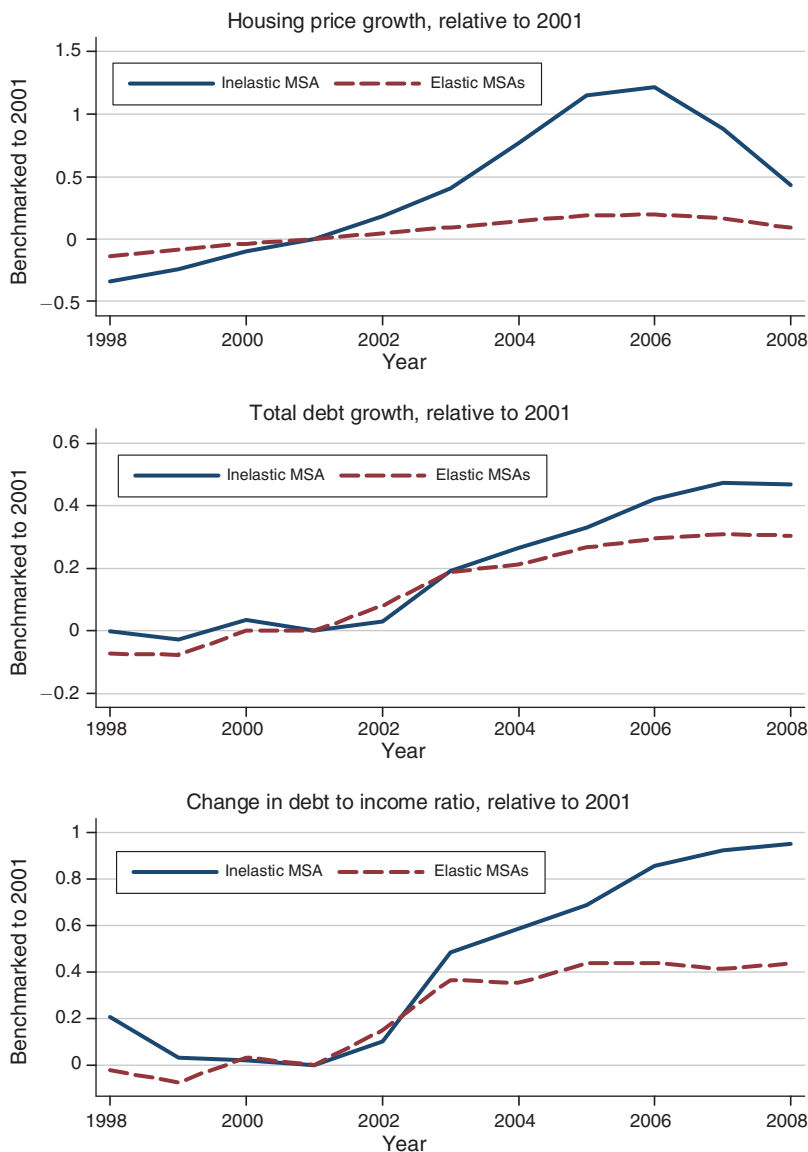 Housing price growth, relative to 2001
Benchmarked to 2001
1.5
1
0.5
0
−0.5
Inelastic MSA Elastic MSAs
1998 2000 2002 2004 2006 2008
Year
Total debt growth, relative to 2001
Benchmarked to 2001
0.6
0.4
0.2
0
−0.2
Inelastic MSA Elastic MSAs
1998 2000 2002 2004 2006 2008
Year
Change in debt to income ratio, relative to 2001
Benchmarked to 2001
1
0.8
0.6
0.4
0.2
0
Inelastic MSA Elastic MSAs
1998 2000 2002 2004 2006 2008
Year